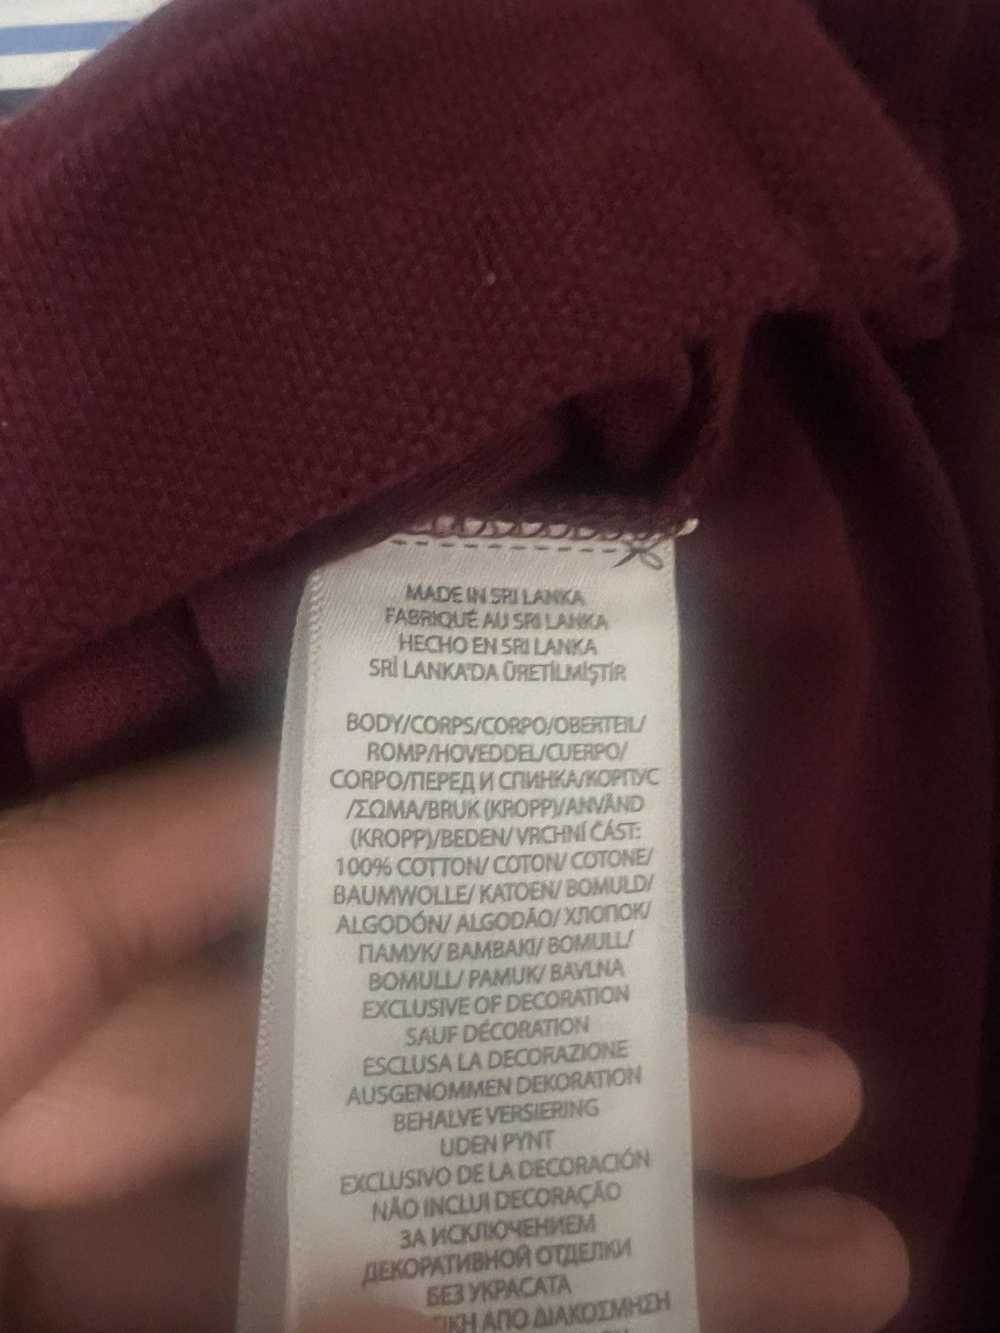 MADE IN SRI LANKA
FABRIQUÉ AU SRI LANKA
HECHO EN SRI LANKA
SRİ LANKA'DA ÜRETİLMİŞTİR
BODY/CORPS/CORPO/OBERTEIL/
ROMP/HOVEDDEL/CUERPO/
CORPO/ПЕРЕД И СПИНКА/КОРПУС
/ΣΩΜΑ/BRUK (KROPP)/ANVÄND
(KROPP)/BEDEN/ VRCHNÍ ČÁST:
100% COTTON/ COTON/ COTONE/
BAUMWOLLE/ KATOEN/ BOMULD/
ALGODÓN/ ALGODÃO/ ХЛОПОК/
ПАМУК/ ΒΑΜΒΑΚΙ/ BOMULL/
BOMULL/ PAMUK/ BAVLNA
EXCLUSIVE OF DECORATION
SAUF DÉCORATION
ESCLUSA LA DECORAZIONE
AUSGENOMMEN DEKORATION
BEHALVE VERSIERING
UDEN PYNT
EXCLUSIVO DE LA DECORACIÓN
NÃO INCLUI DECORAÇÃO
ЗА ИСКЛЮЧЕНИЕМ
ДЕКОРАТИВНОЙ ОТДЕЛКИ
БЕЗ УКРАСАТА
ΑΠΟ ΔΙΑΚΟΣΜΗΣΗ